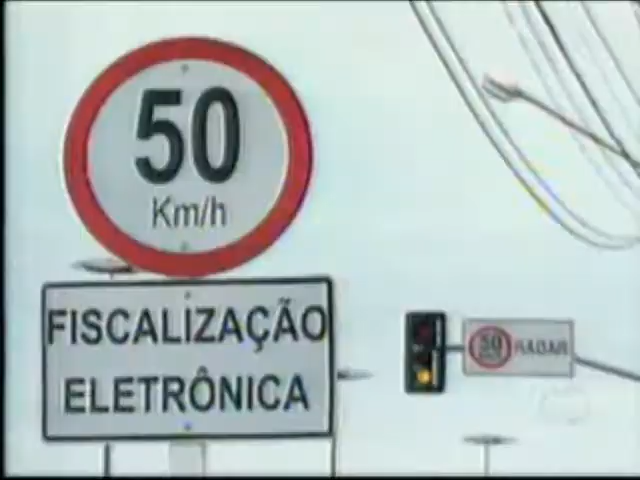 50
Km/h
FISCALIZAÇÃO
ELETRÔNICA
50 RADAR